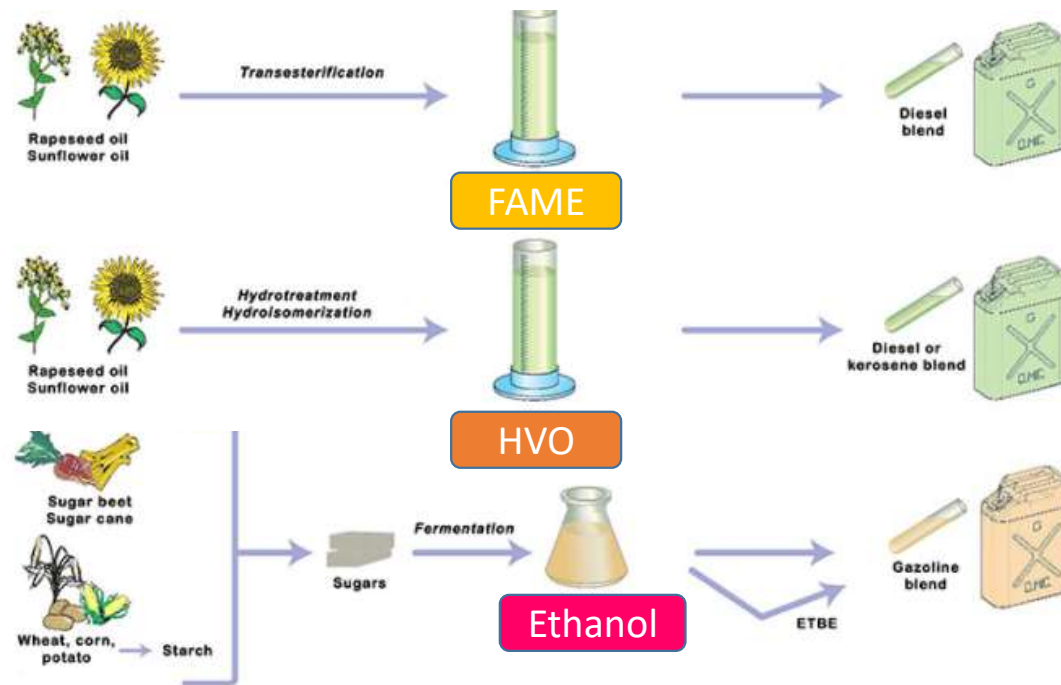 Transesterification
Rapeseed oil
Sunflower oil
Diesel
blend
G
FAME
Hydrotreatment
Hydroisomerization
Rapeseed oil
Sunflower oil
Diesel or
kerosene blend
G
HVO
Sugar beet
Sugar cane
Fermentation
Sugars
Gazoline
blend
Ethanol
ETBE
Wheat, corn,
potato
Starch